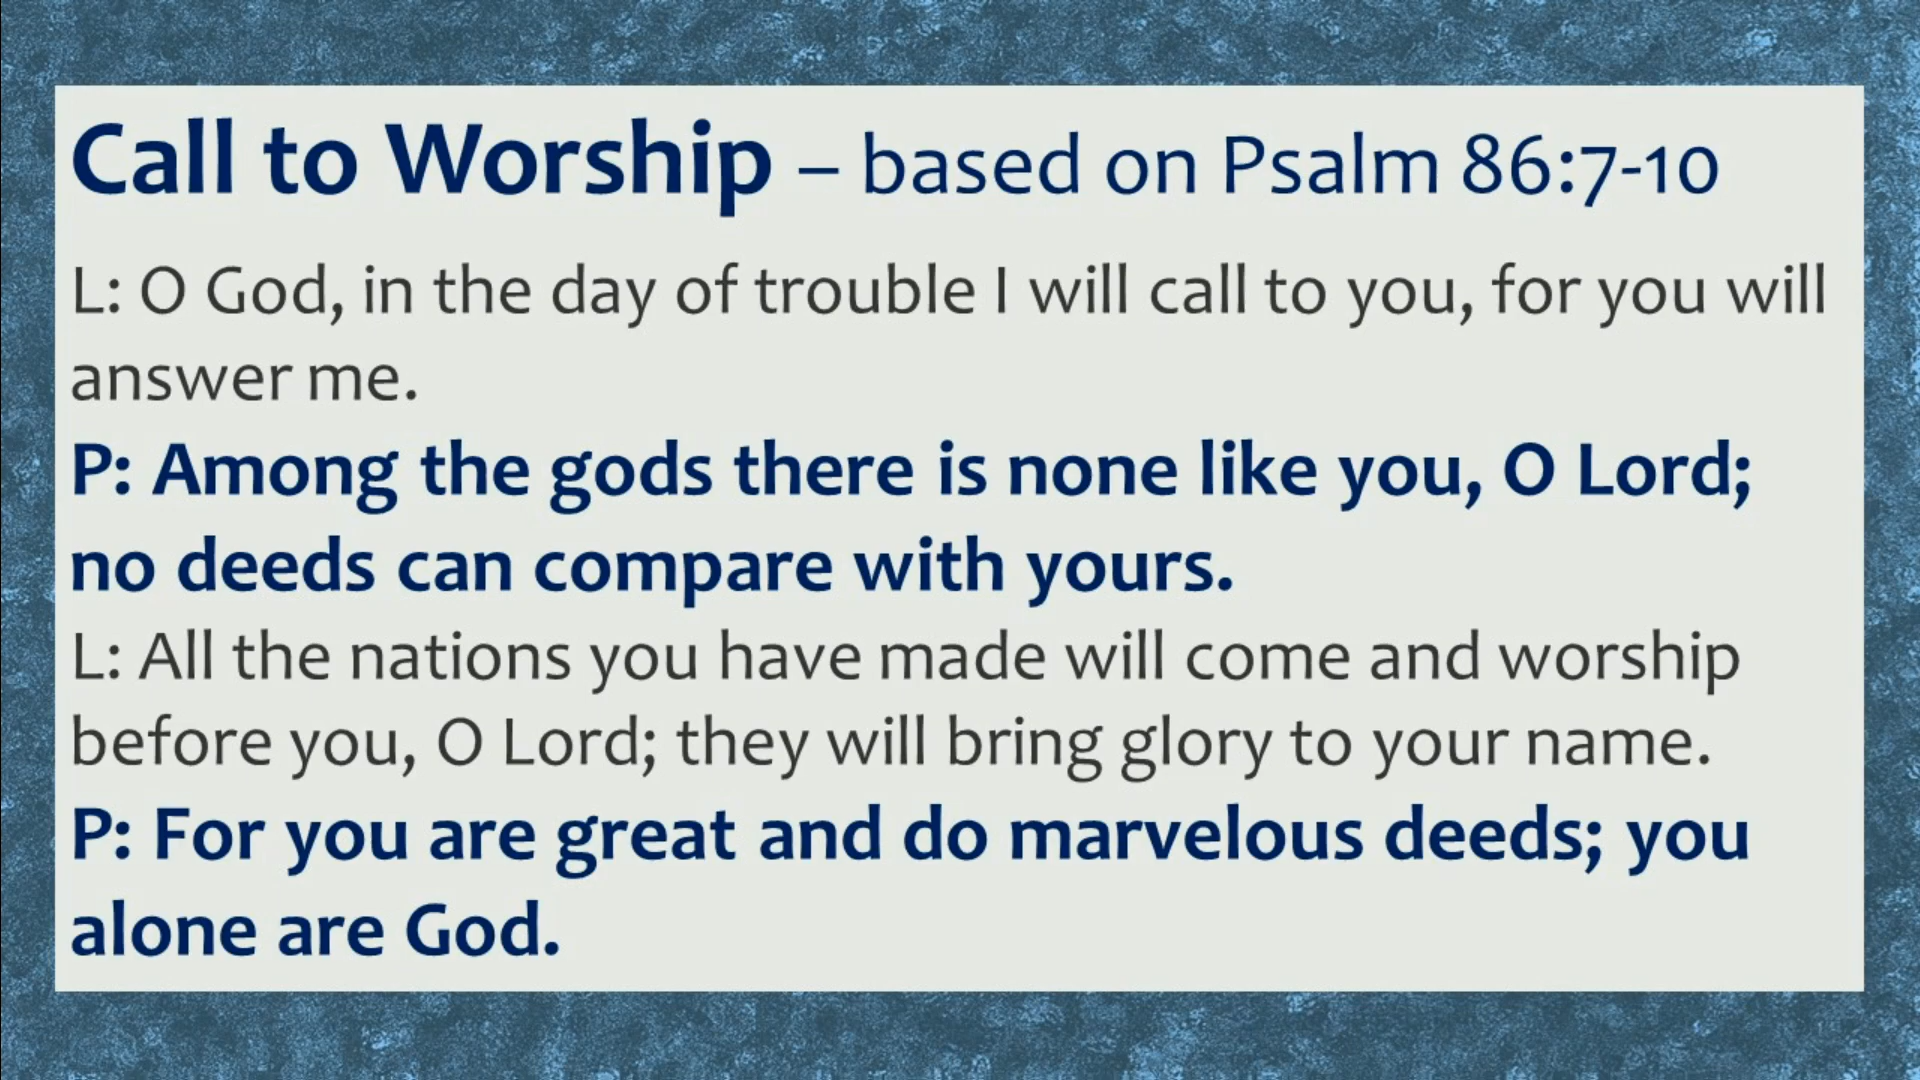 Call to Worship – based on Psalm 86:7-10
L: O God, in the day of trouble I will call to you, for you will
answer me.
P: Among the gods there is none like you, O Lord;
no deeds can compare with yours.
L: All the nations you have made will come and worship
before you, O Lord; they will bring glory to your name.
P: For you are great and do marvelous deeds; you
alone are God.